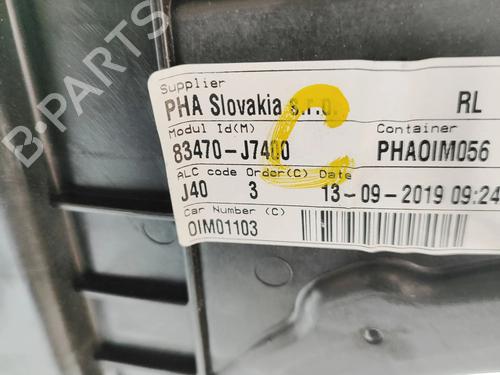 Supplier
PHA Slovakia s.r.o. RL
Modul Id(M) Container
83470-J7400 PHAOIM056
ALC code Order(C) Date(C)
J40 3 13-09-2019 09:24
Car Number (C)
OIM01103
C
B-PARTS